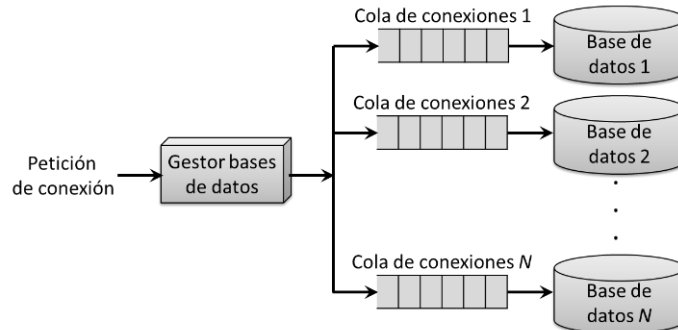 Cola de conexiones 1
Base de
datos 1
Cola de conexiones 2
Base de
datos 2
Petición
de conexión
Gestor bases
de datos
Cola de conexiones N
Base de
datos N